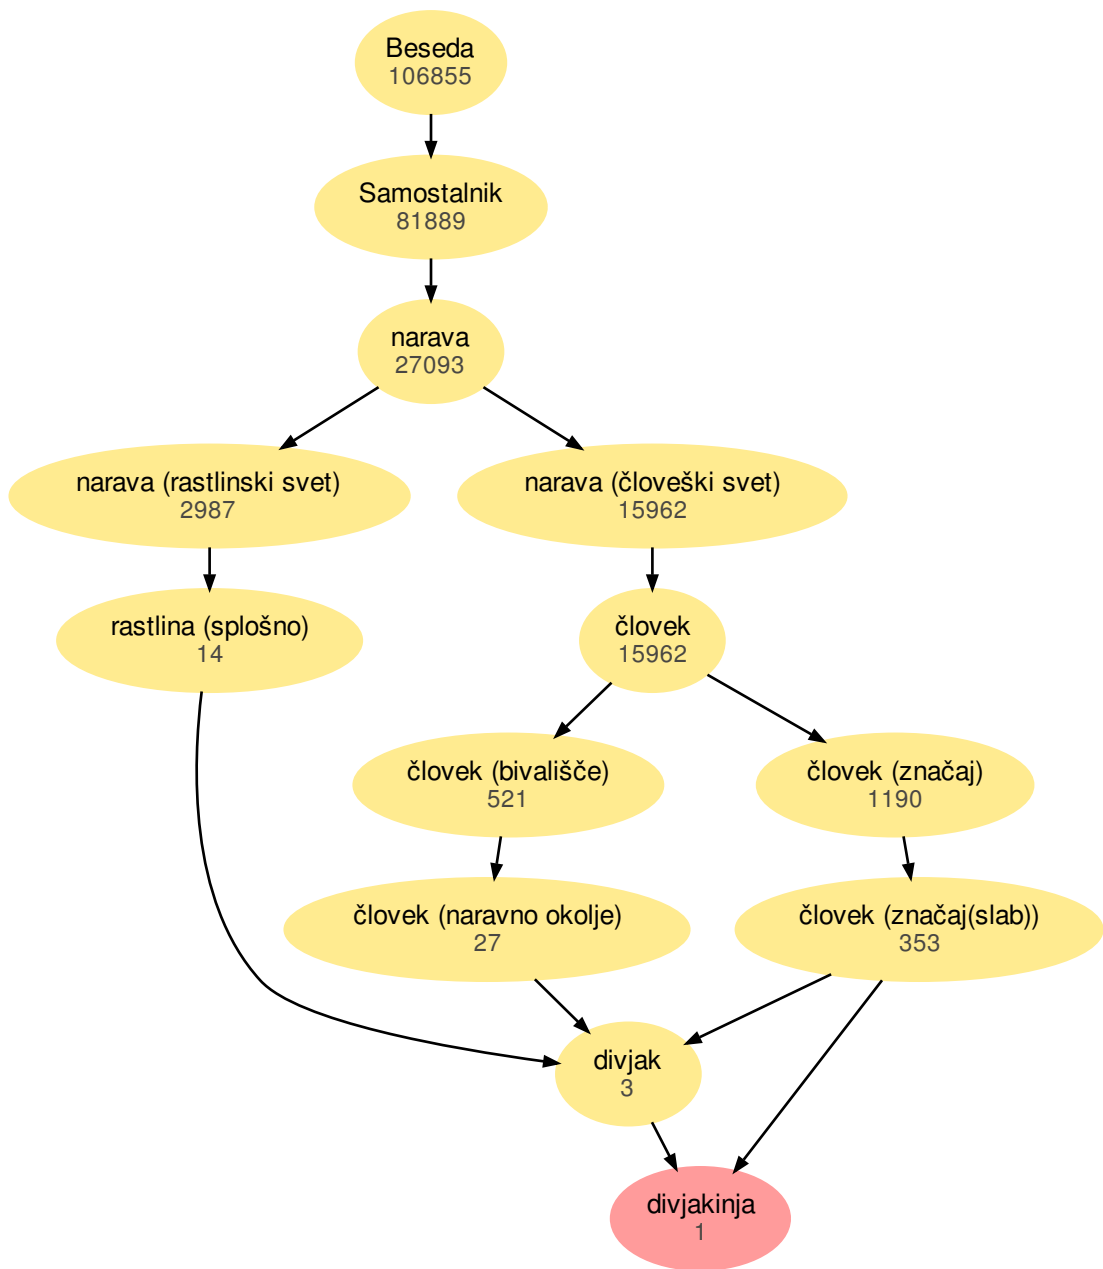 Beseda
106855
Samostalnik
81889
narava
27093
narava (rastlinski svet)
2987
narava (človeški svet)
15962
rastlina (splošno)
14
človek
15962
človek (bivališče)
521
človek (značaj)
1190
človek (naravno okolje)
27
človek (značaj(slab))
353
divjak
3
divjakinja
1